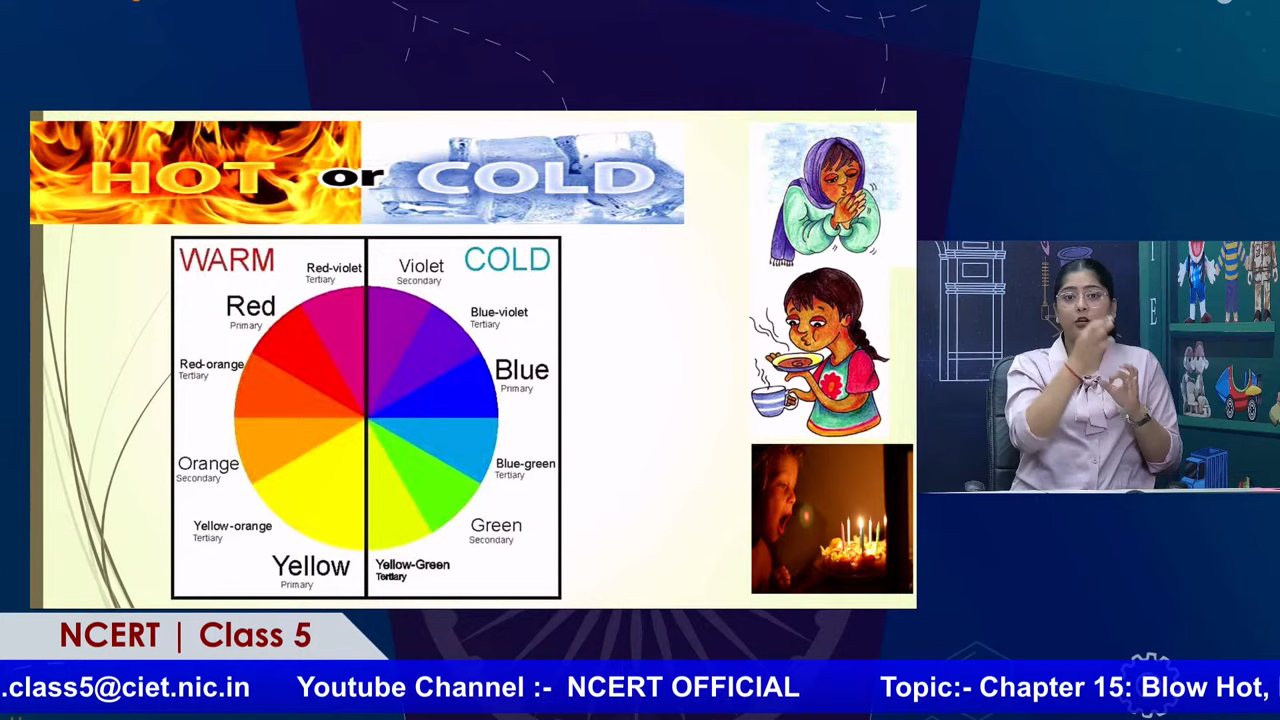 HOT or COLD
WARM
COLD
Red-violet
Tertiary
Violet
Secondary
Red
Primary
Blue-violet
Tertiary
Red-orange
Tertiary
Blue
Primary
Orange
Secondary
Blue-green
Tertiary
Yellow-orange
Tertiary
Green
Secondary
Yellow
Primary
Yellow-Green
Tertiary
NCERT | Class 5
.class5@ciet.nic.in Youtube Channel :- NCERT OFFICIAL Topic:- Chapter 15: Blow Hot,